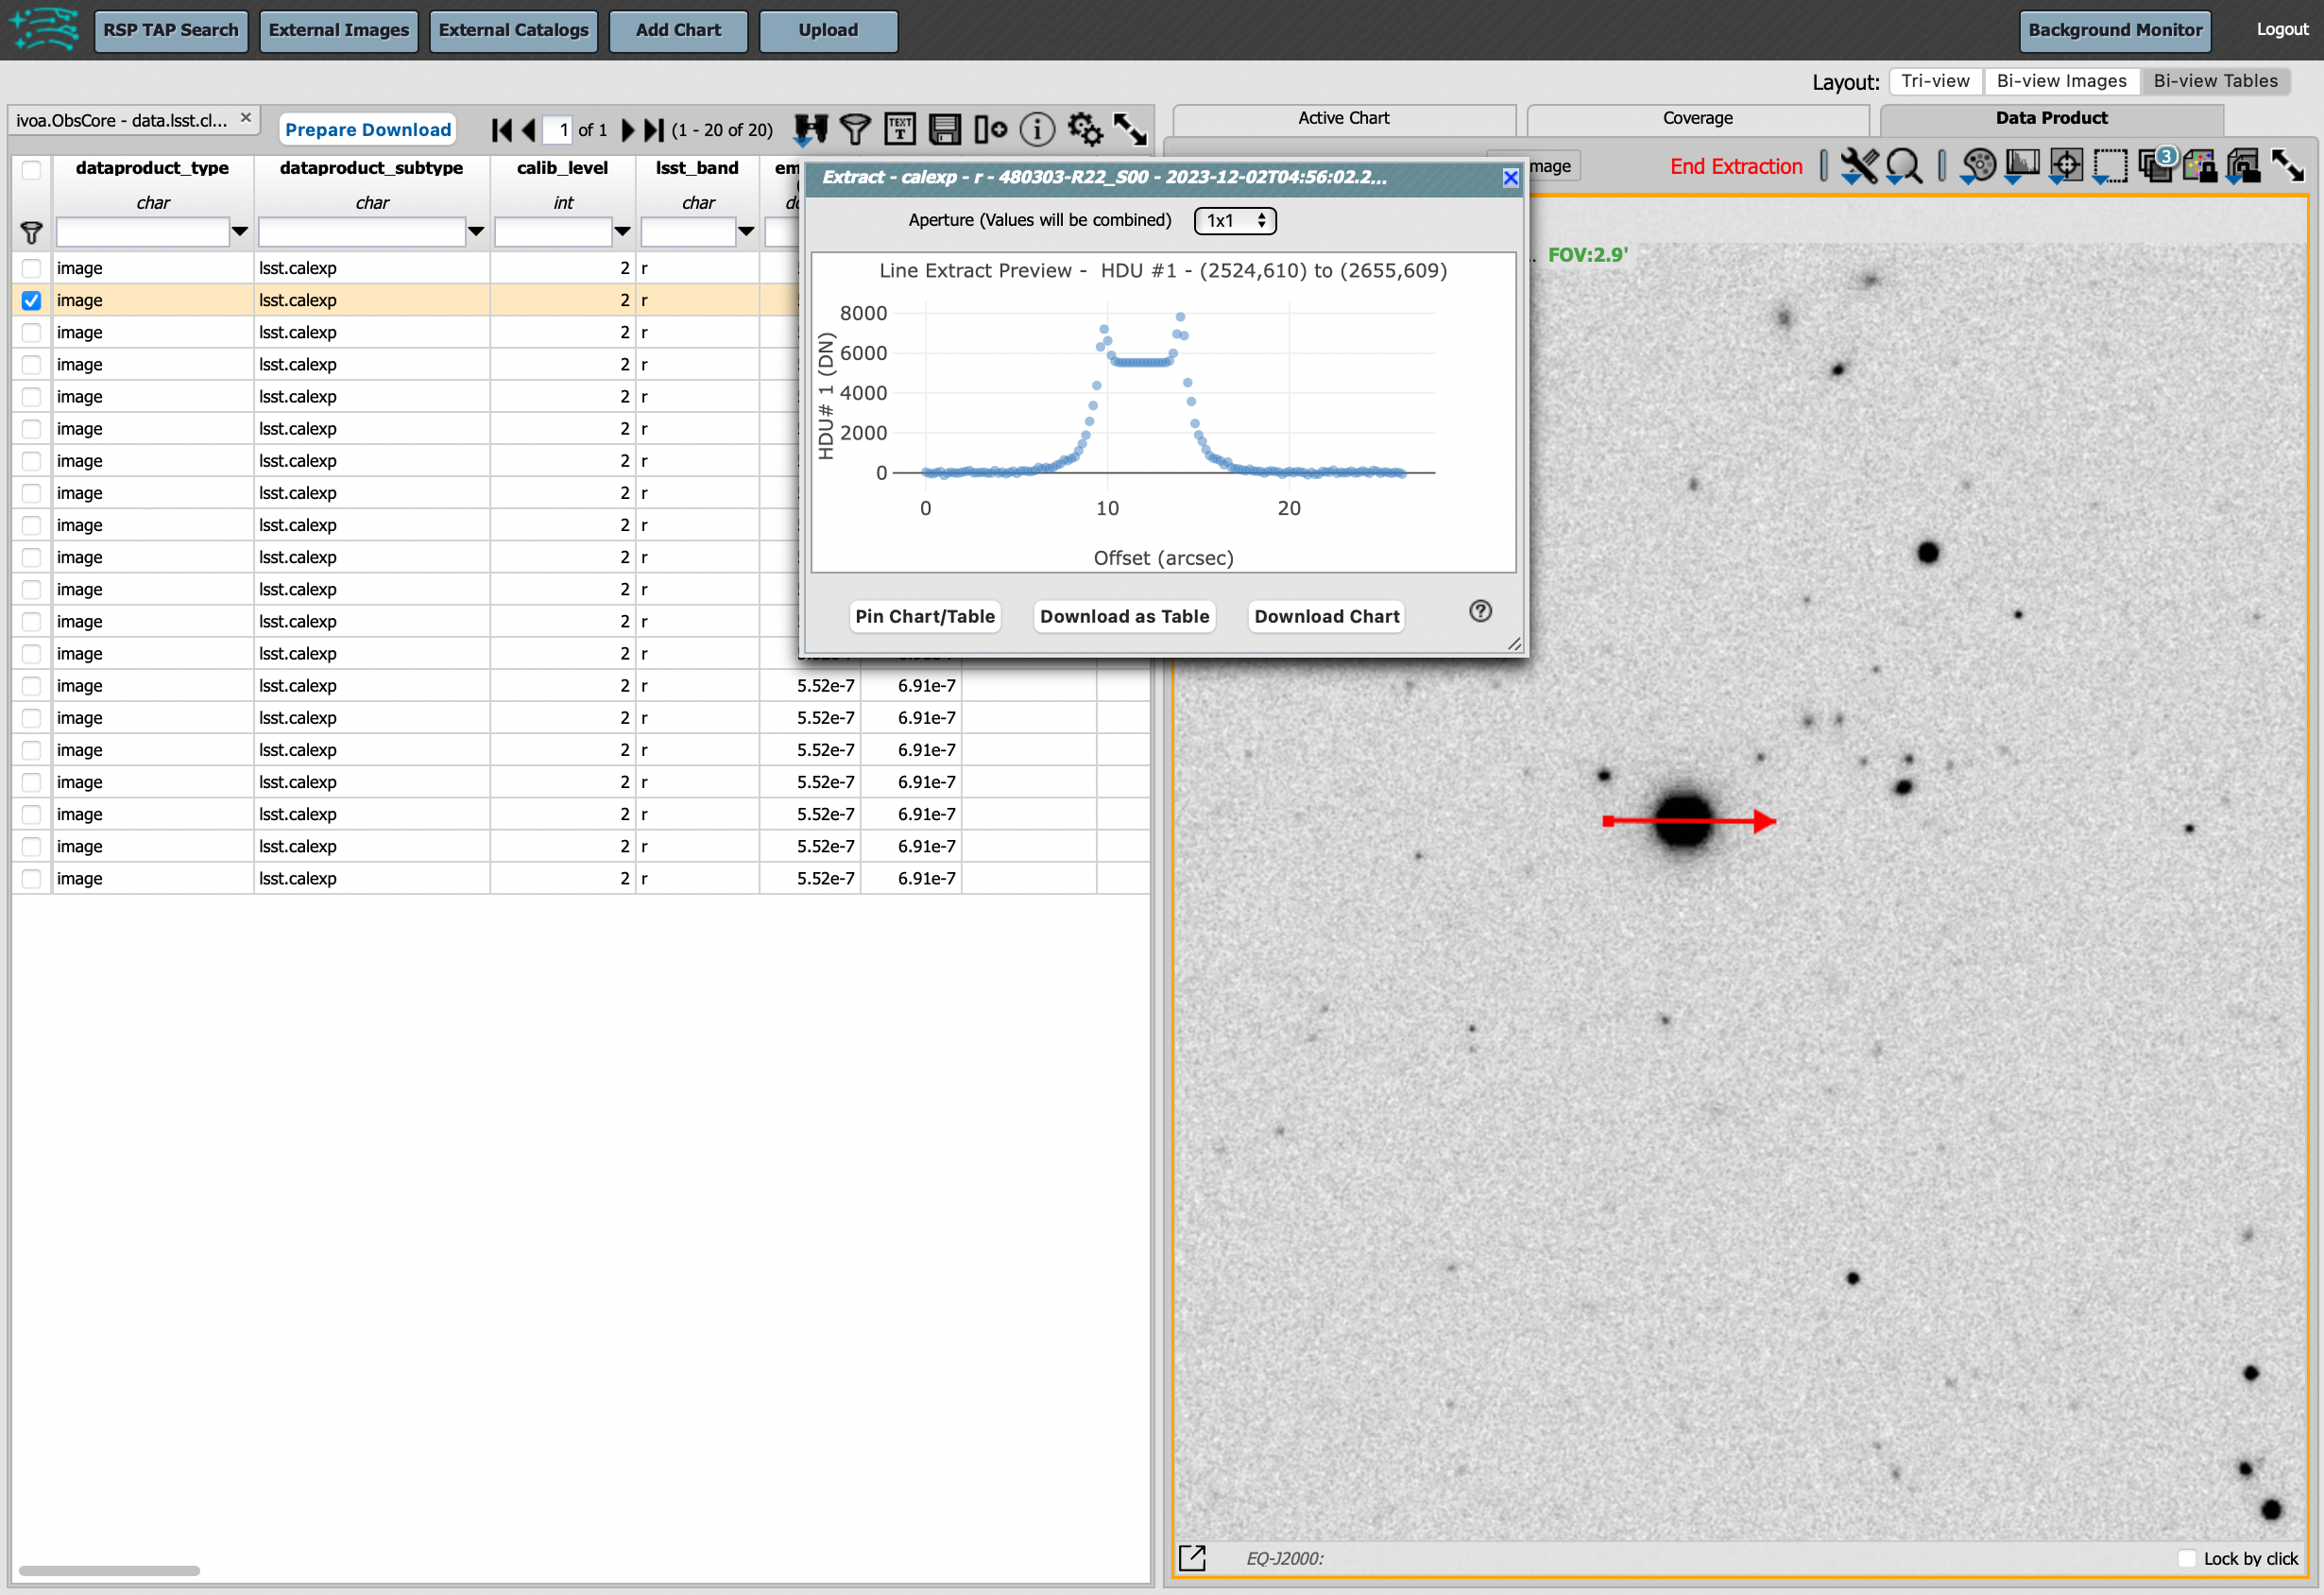 RSP TAP Search External Images External Catalogs Add Chart Upload Background Monitor Logout
Layout: Tri-view Bi-view Images Bi-view Tables
ivoa.ObsCore - data.lsst.cl... × Prepare Download 1 of 1 (1 - 20 of 20) TEXT T
Active Chart Coverage Data Product
mage End Extraction 3
dataproduct_type dataproduct_subtype calib_level lsst_band em
char char int char
FOV:2.9'
Extract - calexp - r - 480303-R22_S00 - 2023-12-02T04:56:02.2...
Aperture (Values will be combined) 1x1
Line Extract Preview - HDU #1 - (2524,610) to (2655,609)
HDU# 1 (DN)
8000
6000
4000
2000
0
0 10 20
Offset (arcsec)
Pin Chart/Table Download as Table Download Chart ?
image lsst.calexp 2 r
image lsst.calexp 2 r
image lsst.calexp 2 r
image lsst.calexp 2 r
image lsst.calexp 2 r
image lsst.calexp 2 r
image lsst.calexp 2 r
image lsst.calexp 2 r
image lsst.calexp 2 r
image lsst.calexp 2 r
image lsst.calexp 2 r
image lsst.calexp 2 r
image lsst.calexp 2 r
image lsst.calexp 2 r 5.52e-7 6.91e-7
image lsst.calexp 2 r 5.52e-7 6.91e-7
image lsst.calexp 2 r 5.52e-7 6.91e-7
image lsst.calexp 2 r 5.52e-7 6.91e-7
image lsst.calexp 2 r 5.52e-7 6.91e-7
image lsst.calexp 2 r 5.52e-7 6.91e-7
image lsst.calexp 2 r 5.52e-7 6.91e-7
EQ-J2000: Lock by click